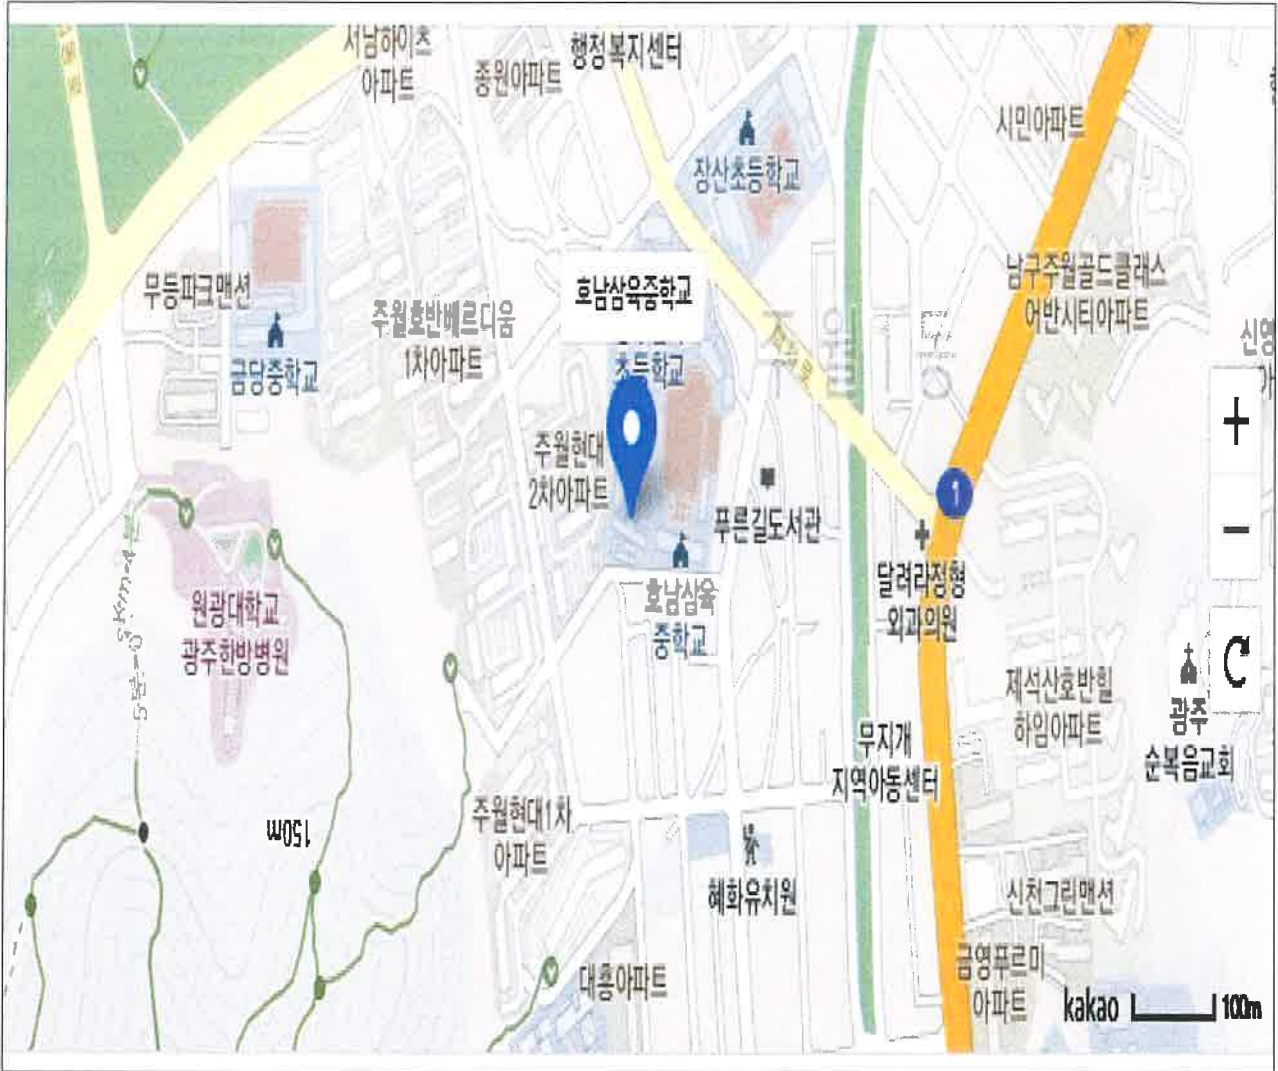 서남하이츠
아파트
종원아파트
행정복지센터
장산초등학교
시민아파트
무등파크맨션
금당중학교
주월호반베르디움
1차아파트
호남삼육중학교
초등학교
남구주월골드클래스
어반시티아파트
신영
아
주월현대
2차아파트
푸른길도서관
1
+
−
달려라정형
외과의원
호남삼육
중학교
원광대학교
광주한방병원
제석산호반힐
하임아파트
광주
순복음교회
무지개
지역아동센터
150m
주월현대1차
아파트
혜화유치원
신천그린맨션
대홍아파트
금영푸르미
아파트
kakao
100m